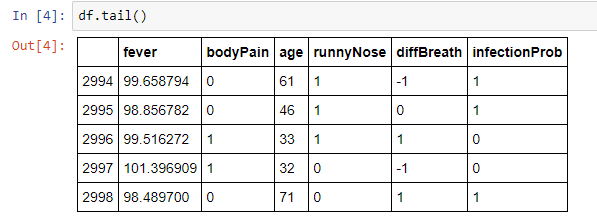 In [4]: df.tail()
Out[4]:
fever bodyPain age runnyNose diffBreath infectionProb
2994 99.658794 0 61 1 -1 1
2995 98.856782 0 46 1 0 1
2996 99.516272 1 33 1 1 0
2997 101.396909 1 32 0 -1 0
2998 98.489700 0 71 0 1 1